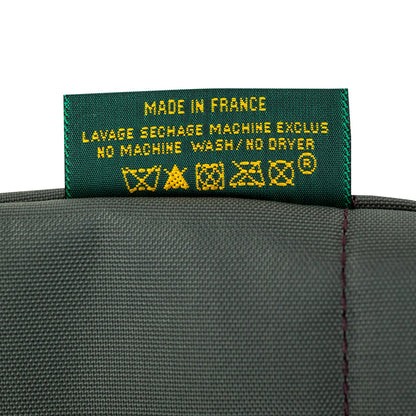 MADE IN FRANCE
LAVAGE SECHAGE MACHINE EXCLUS
NO MACHINE WASH/NO DRYER
®